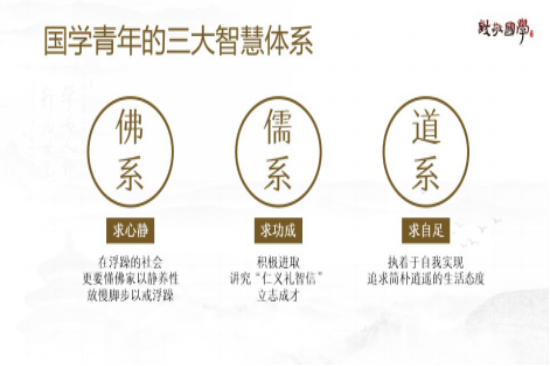 国学青年的三大智慧体系
致敬國學
佛系
儒系
道系
求心静
求功成
求自足
在浮躁的社会
更要懂佛家以静养性
放慢脚步以戒浮躁
积极进取
讲究“仁义礼智信”
立志成才
执着于自我实现
追求简朴逍遥的生活态度